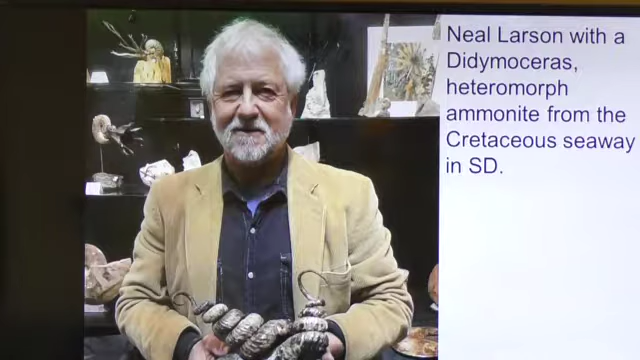 Neal Larson with a
Didymoceras,
heteromorph
ammonite from the
Cretaceous seaway
in SD.